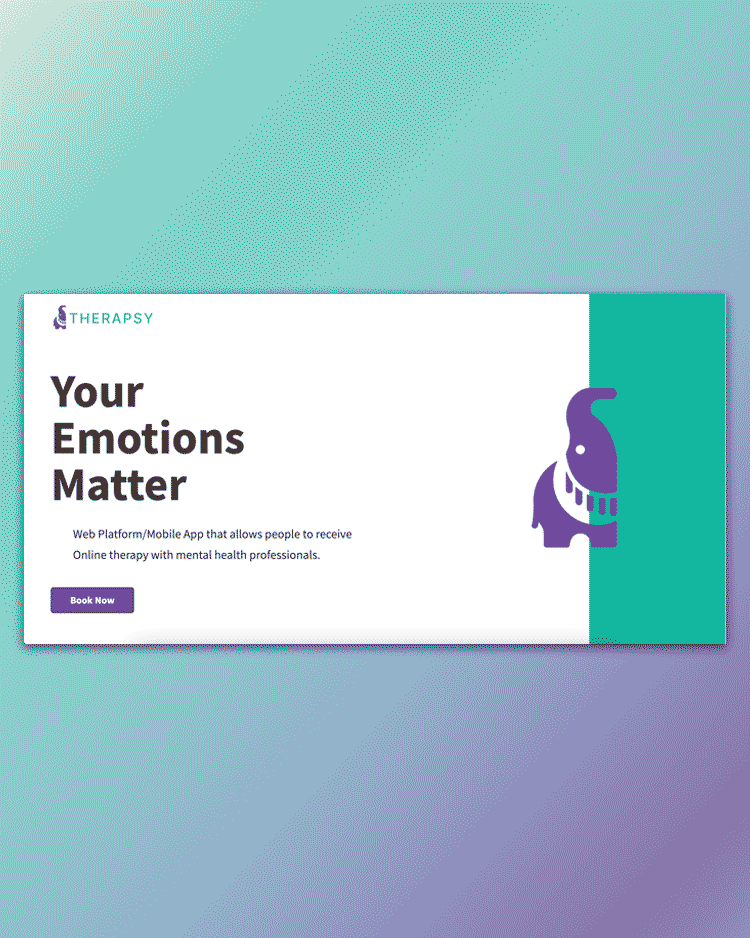 THERAPSY
Your
Emotions
Matter
Web Platform/Mobile App that allows people to receive
Online therapy with mental health professionals.
Book Now